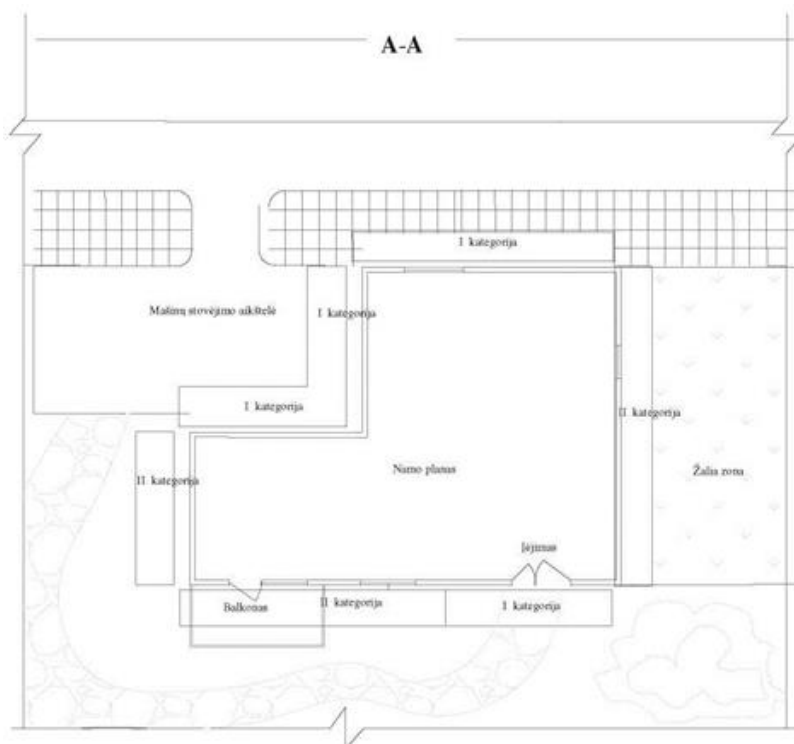 A-A
I kategorija
Mašinų stovėjimo aikštelė
I kategorija
I kategorija
II kategorija
Namo planas
Žalia zona
II kategorija
Įėjimas
Balkonas
II kategorija
I kategorija